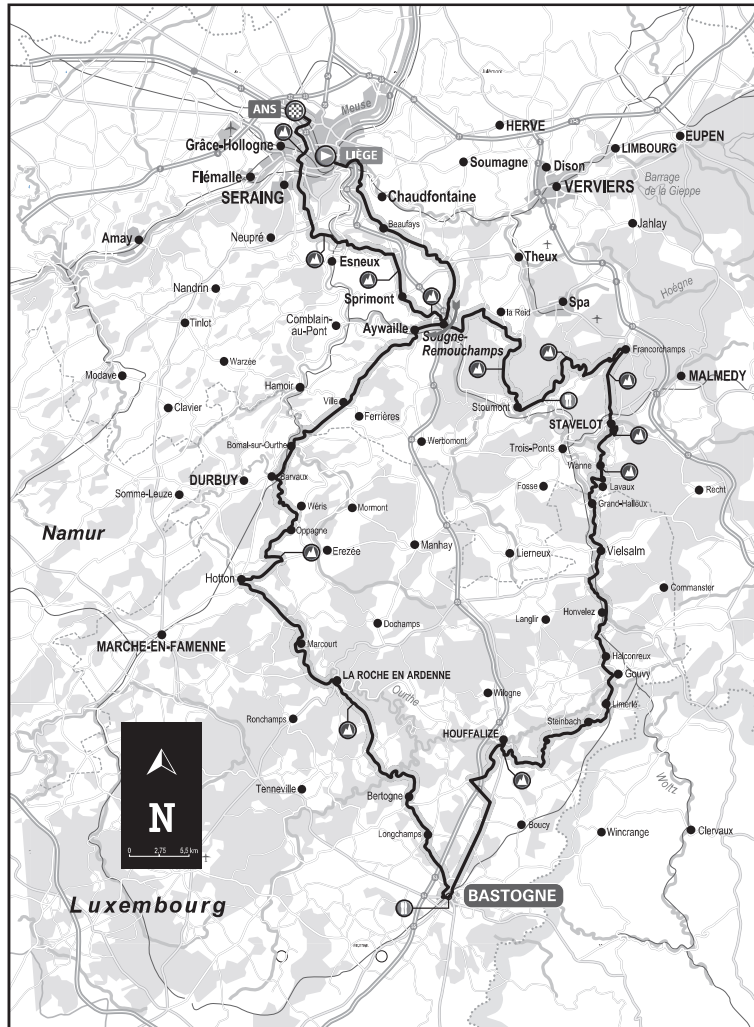 ANS
Meuse
HERVE
EUPEN
Grâce-Hollogne
LIÈGE
LIMBOURG
Soumagne
Dison
Flémalle
Barrage
de la Gieppe
SERAING
Chaudfontaine
VERVIERS
Beaufays
Jahlay
Amay
Neupré
Esneux
Theux
Hoëgne
Nandrin
Sprimont
Spa
la Reid
Tinlot
Comblain-
au-Pont
Aywaille
Sougné-
Remouchamps
Francorchamps
Warzée
Modave
Hamoir
MALMEDY
Clavier
Ville
Ferrières
Stoumont
STAVELOT
Bomal-sur-Ourthe
Werbomont
Trois-Ponts
Wanne
DURBUY
Barvaux
Somme-Leuze
Fosse
Lavaux
Recht
Wéris
Mormont
Grand-Halleux
Namur
Oppagne
Erezée
Manhay
Lierneux
Vielsalm
Hotton
Commanster
Dochamps
Langlir
Honvelez
MARCHE-EN-FAMENNE
Marcourt
Halconreux
LA ROCHE EN ARDENNE
Gouvy
Ourthe
Wilogne
Ronchamps
Steinbach
Limerlé
HOUFFALIZE
Tenneville
Bertogne
Woltz
N
Longchamps
Boucy
Wincrange
Clervaux
0 2,75 5,5 km
Luxembourg
BASTOGNE